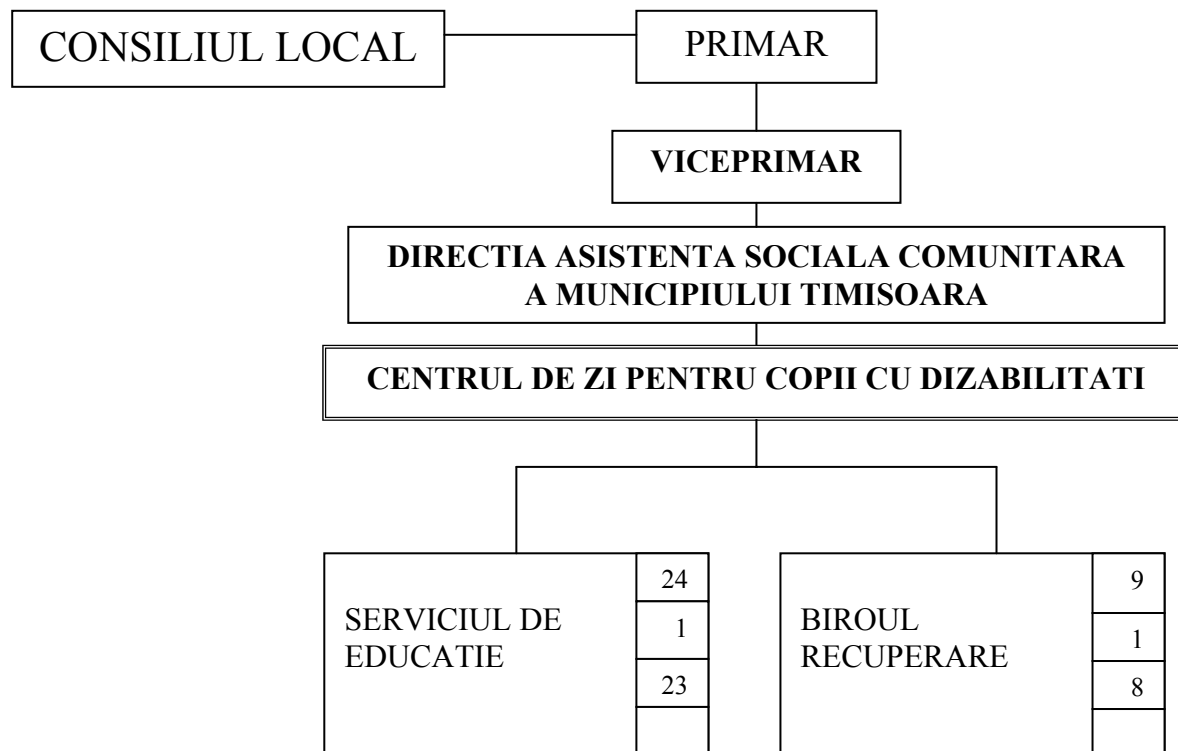 CONSILIUL LOCAL
PRIMAR
VICEPRIMAR
DIRECTIA ASISTENTA SOCIALA COMUNITARA
A MUNICIPIULUI TIMISOARA
CENTRUL DE ZI PENTRU COPII CU DIZABILITATI
SERVICIUL DE
EDUCATIE
24
1
23
BIROUL
RECUPERARE
9
1
8